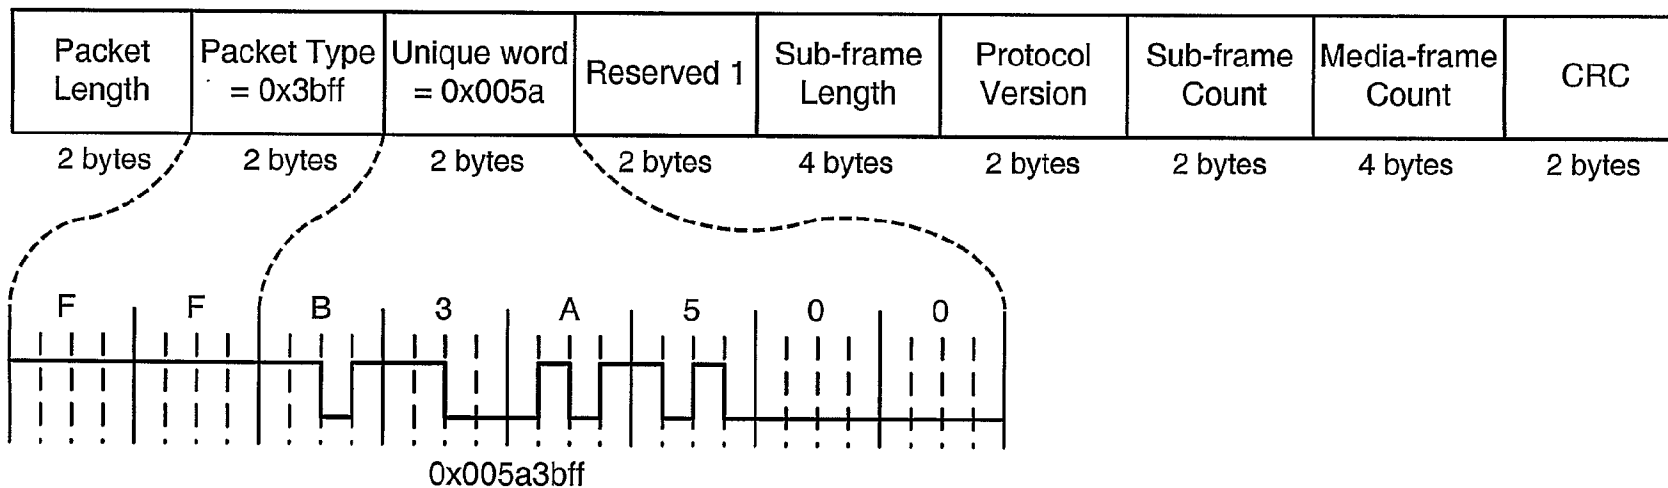 Packet
Length
Packet Type
= 0x3bff
Unique word
= 0x005a
Reserved 1
Sub-frame
Length
Protocol
Version
Sub-frame
Count
Media-frame
Count
CRC
2 bytes
2 bytes
2 bytes
2 bytes
4 bytes
2 bytes
2 bytes
4 bytes
2 bytes
F F B 3 A 5 0 0
0x005a3bff